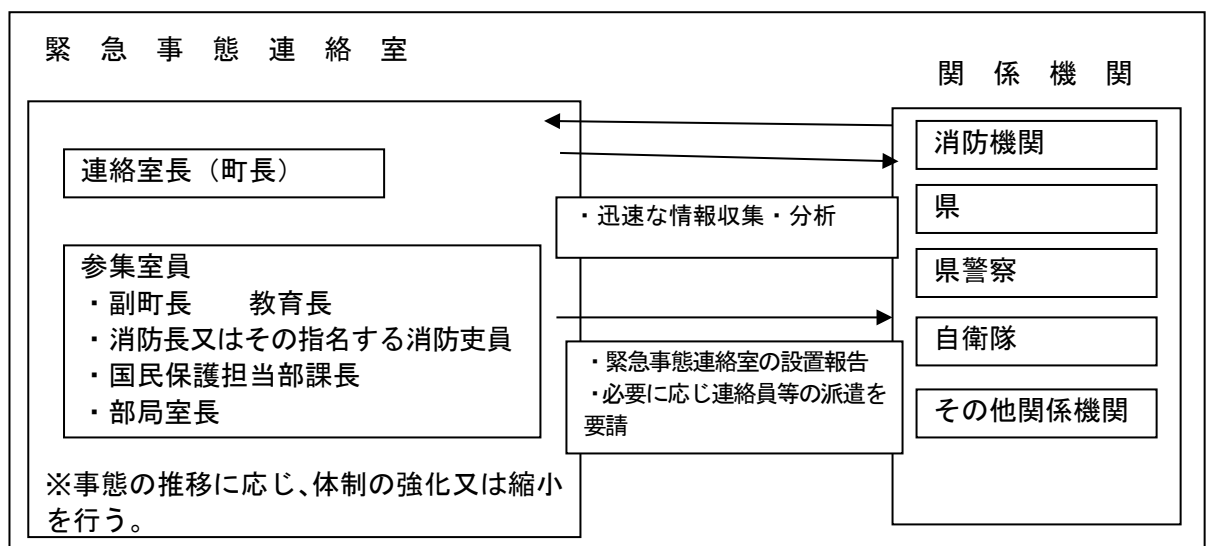 緊急事態連絡室
関係機関
連絡室長（町長）
参集室員
・副町長　　教育長
・消防長又はその指名する消防吏員
・国民保護担当部課長
・部局室長
※事態の推移に応じ、体制の強化又は縮小
を行う。
・迅速な情報収集・分析
・緊急事態連絡室の設置報告
・必要に応じ連絡員等の派遣を
要請
消防機関
県
県警察
自衛隊
その他関係機関